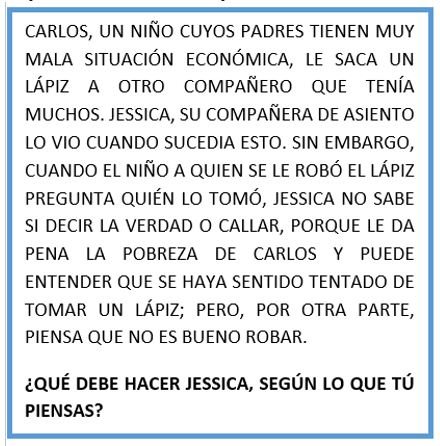 CARLOS, UN NIÑO CUYOS PADRES TIENEN MUY
MALA SITUACIÓN ECONÓMICA, LE SACA UN
LÁPIZ A OTRO COMPAÑERO QUE TENÍA
MUCHOS. JESSICA, SU COMPAÑERA DE ASIENTO
LO VIO CUANDO SUCEDIA ESTO. SIN EMBARGO,
CUANDO EL NIÑO A QUIEN SE LE ROBÓ EL LÁPIZ
PREGUNTA QUIÉN LO TOMÓ, JESSICA NO SABE
SI DECIR LA VERDAD O CALLAR, PORQUE LE DA
PENA LA POBREZA DE CARLOS Y PUEDE
ENTENDER QUE SE HAYA SENTIDO TENTADO DE
TOMAR UN LÁPIZ; PERO, POR OTRA PARTE,
PIENSA QUE NO ES BUENO ROBAR.
¿QUÉ DEBE HACER JESSICA, SEGÚN LO QUE TÚ
PIENSAS?